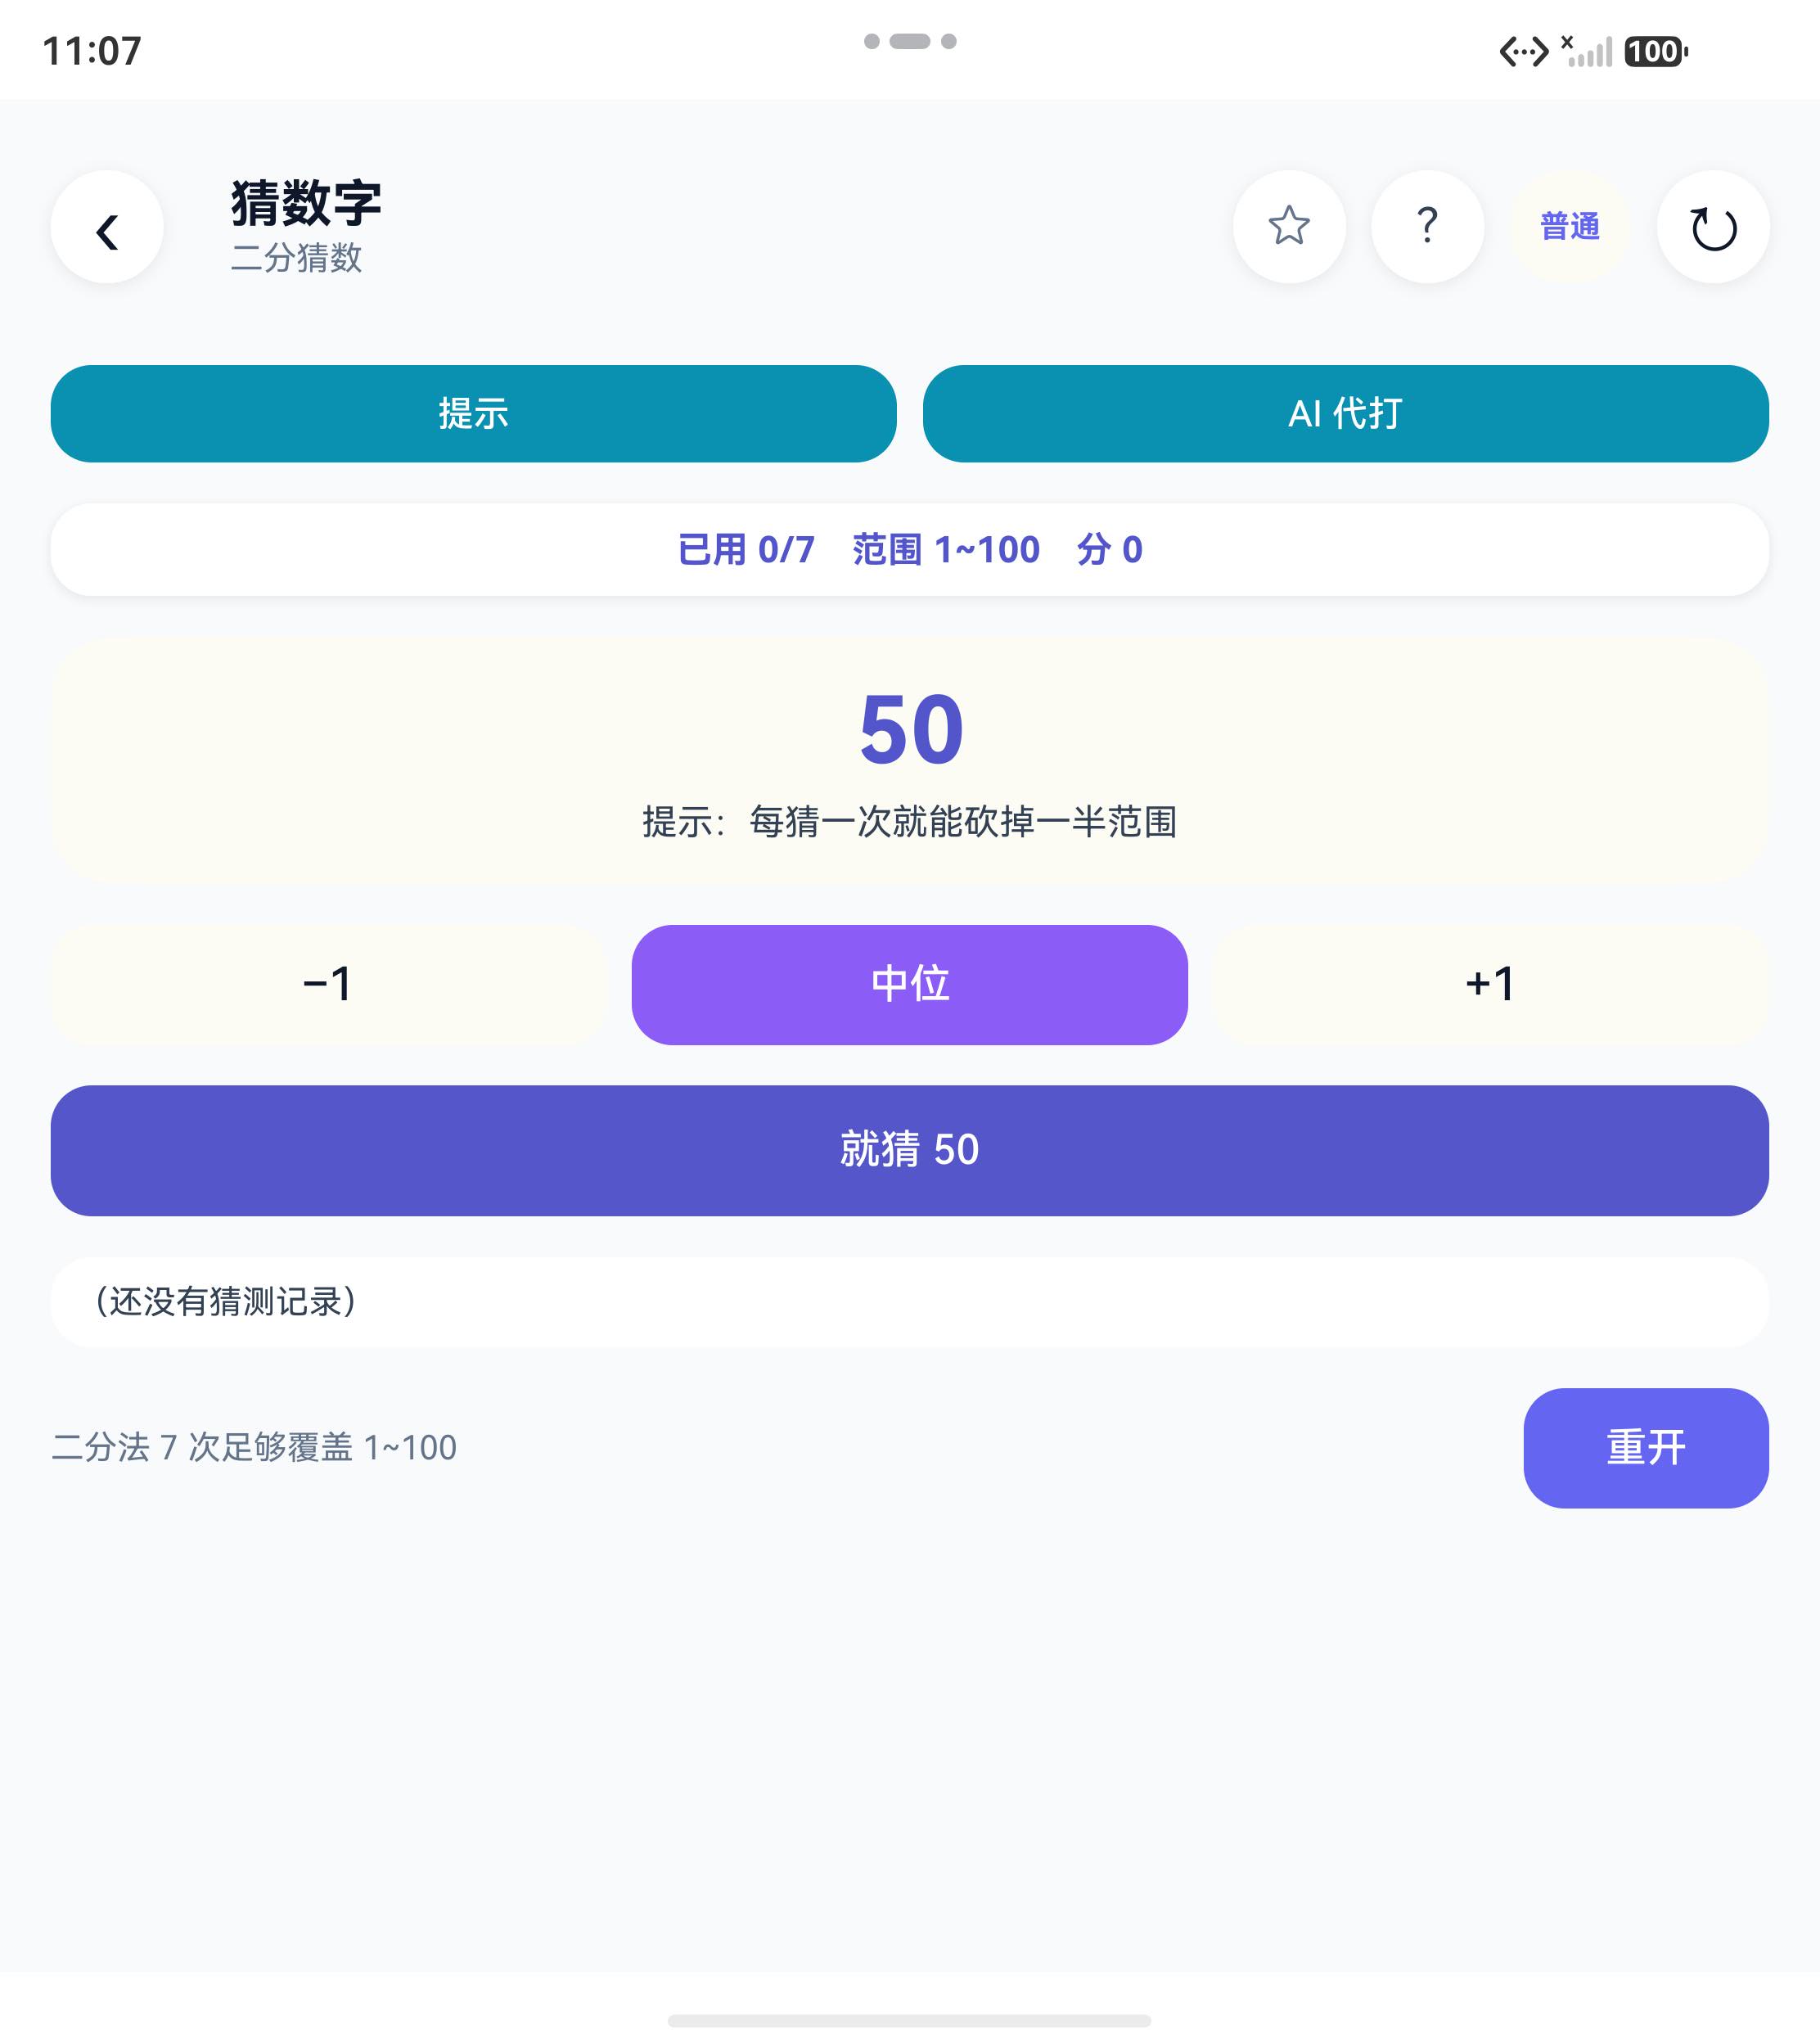 11:07
100
猜数字
二分猜数
?
普通
提示
AI 代打
已用 0/7 范围 1~100 分 0
50
提示：每猜一次就能砍掉一半范围
−1
中位
+1
就猜 50
（还没有猜测记录）
二分法 7 次足够覆盖 1~100
重开